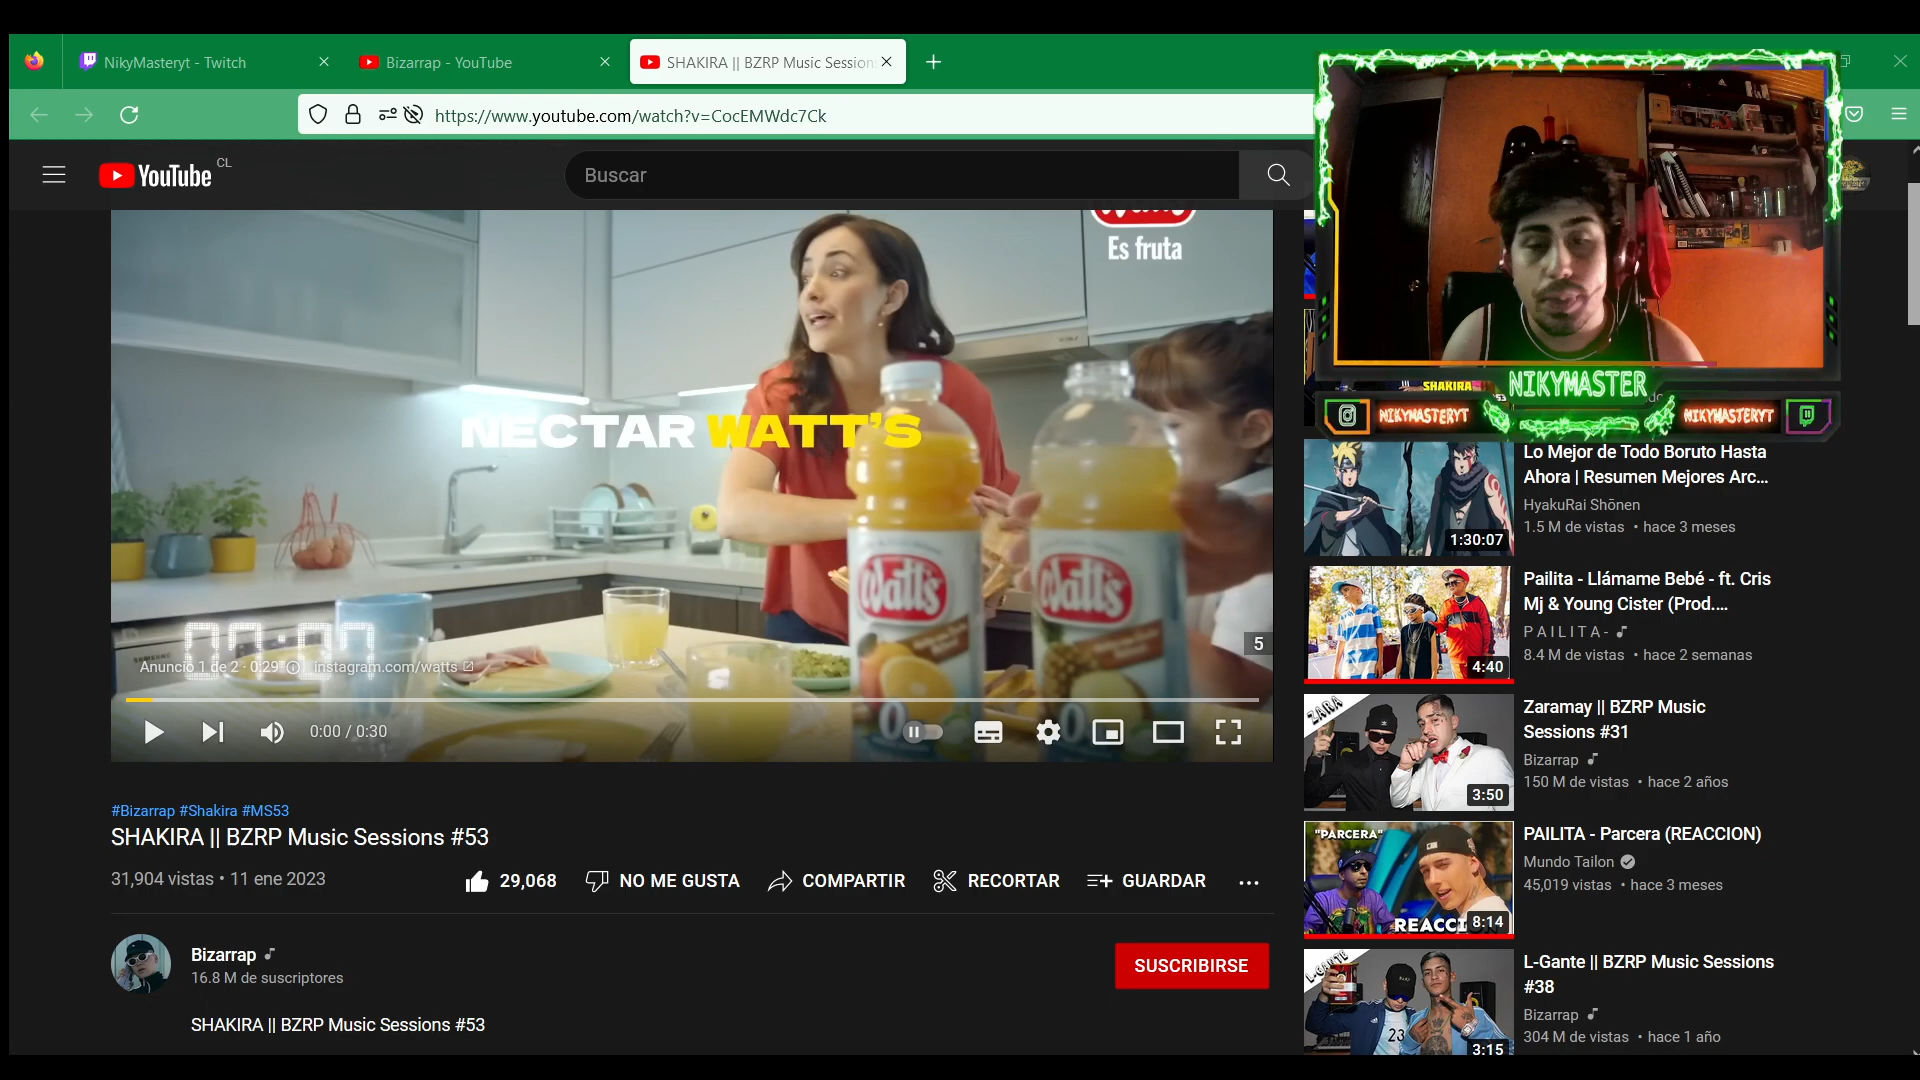 NikyMasteryt - Twitch
Bizarrap - YouTube
SHAKIRA || BZRP Music Session
https://www.youtube.com/watch?v=CocEMWdc7Ck
YouTube CL
Buscar
Watt's
Es fruta
NECTAR WATT'S
Watt's
Watt's
Anuncio 1 de 2 · 0:29
instagram.com/watts
5
0:00 / 0:30
#Bizarrap #Shakira #MS53
SHAKIRA || BZRP Music Sessions #53
31,904 vistas • 11 ene 2023
29,068
NO ME GUSTA
COMPARTIR
RECORTAR
GUARDAR
Bizarrap
16.8 M de suscriptores
SUSCRIBIRSE
SHAKIRA || BZRP Music Sessions #53
SHAKIRA
NIKYMASTER
NIKYMASTERYT
NIKYMASTERYT
Lo Mejor de Todo Boruto Hasta
Ahora | Resumen Mejores Arc...
HyakuRai Shōnen
1.5 M de vistas • hace 3 meses
1:30:07
Pailita - Llámame Bebé - ft. Cris
Mj & Young Cister (Prod....
P A I L I T A -
8.4 M de vistas • hace 2 semanas
4:40
ZARA
Zaramay || BZRP Music
Sessions #31
Bizarrap
150 M de vistas • hace 2 años
3:50
"PARCERA"
REACCI
8:14
PAILITA - Parcera (REACCION)
Mundo Tailon
45,019 vistas • hace 3 meses
L-GANTE
23
3:15
L-Gante || BZRP Music Sessions
#38
Bizarrap
304 M de vistas • hace 1 año